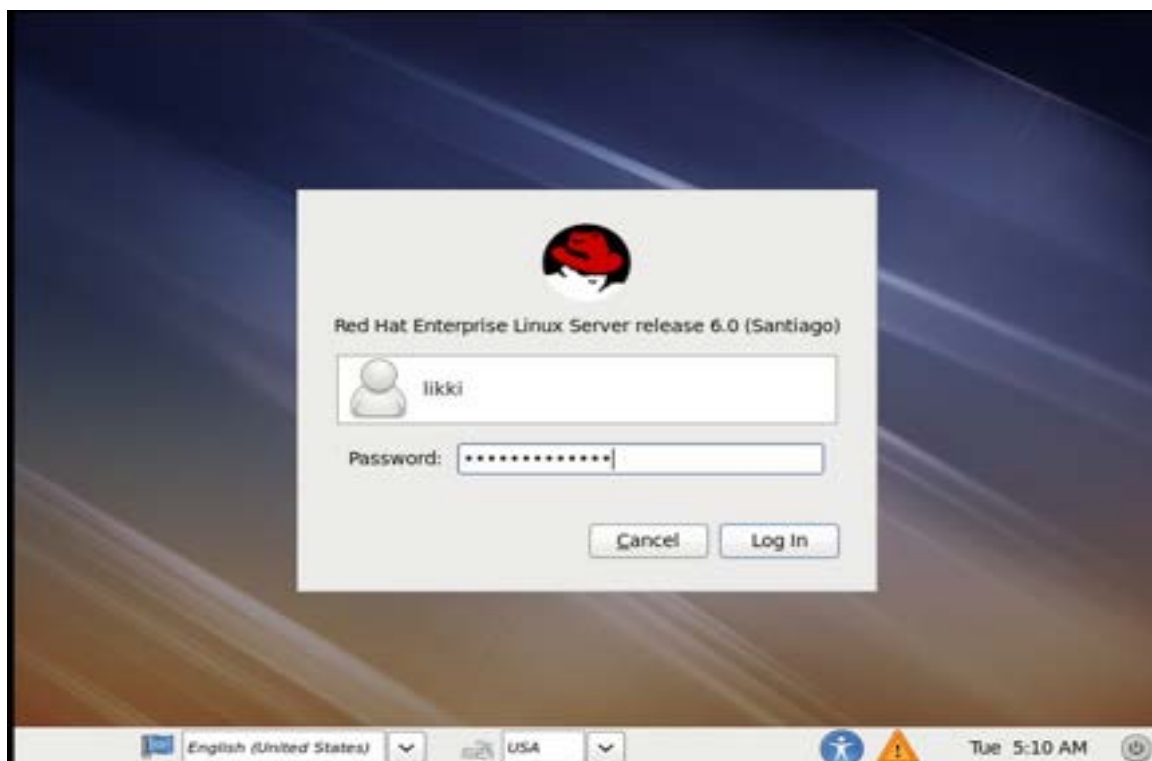 Red Hat Enterprise Linux Server release 6.0 (Santiago)
likki
Password: •••••••••••••
Cancel
Log In
English (United States)
USA
Tue 5:10 AM